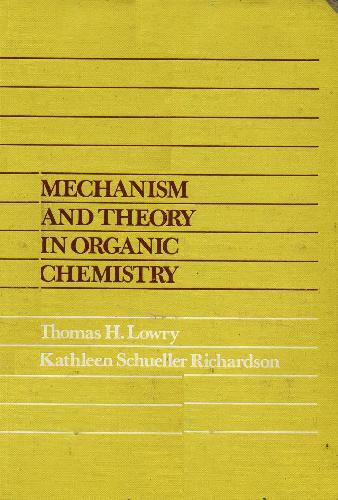 MECHANISM
AND THEORY
IN ORGANIC
CHEMISTRY
Thomas H. Lowry
Kathleen Schueller Richardson